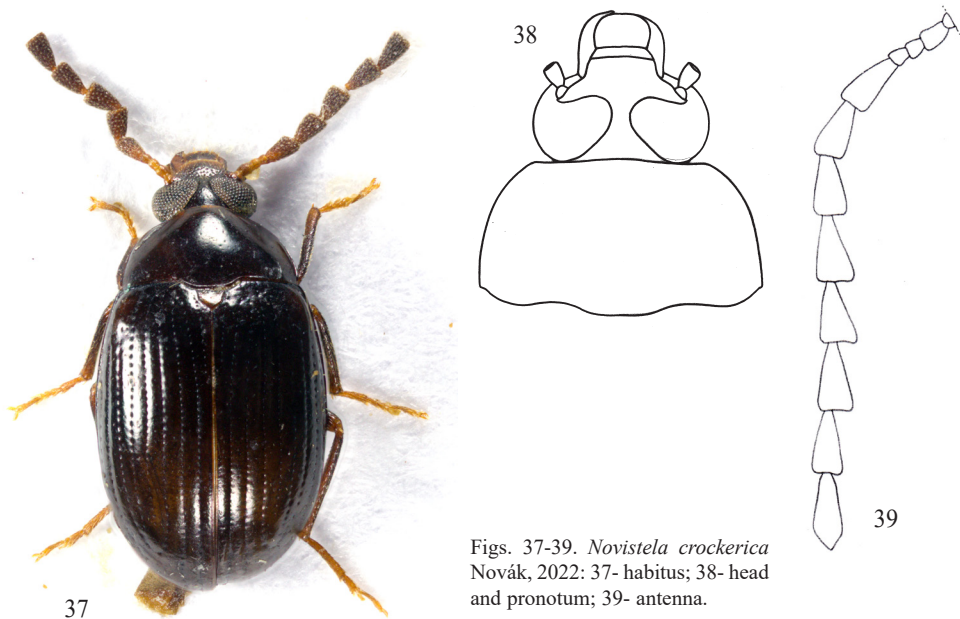 38
39
37
Figs. 37-39. Novistela crockerica
Novák, 2022: 37- habitus; 38- head
and pronotum; 39- antenna.